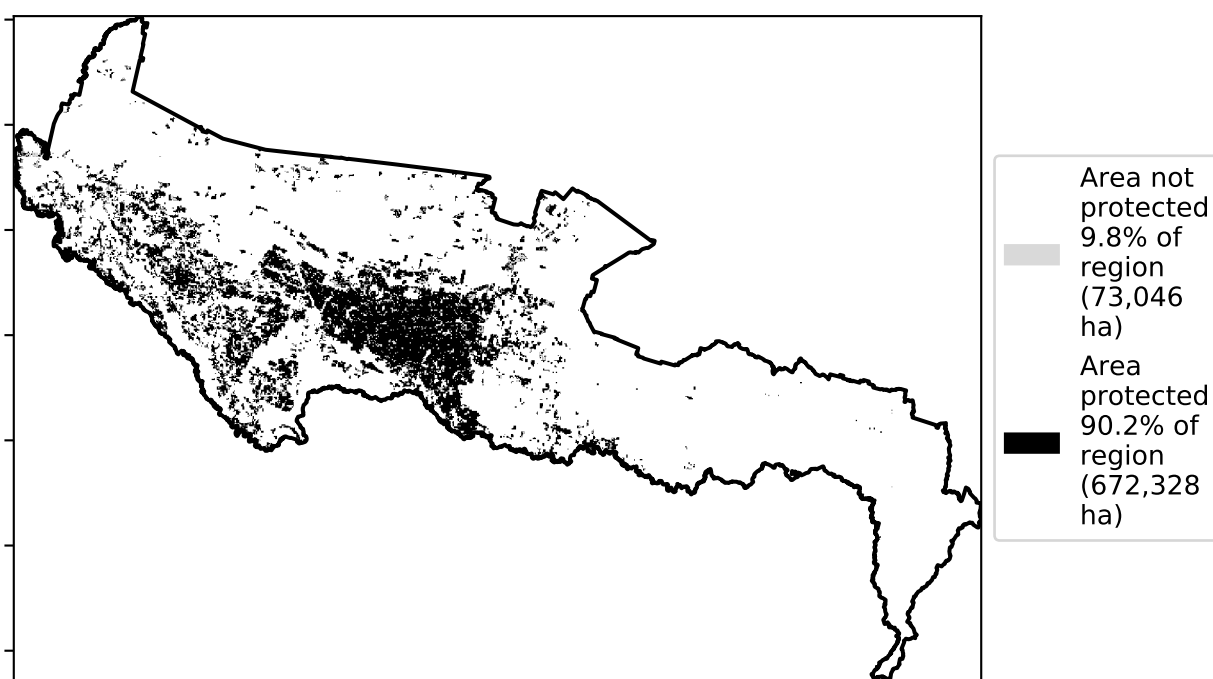 Area not
protected
9.8% of
region
(73,046
ha)
Area
protected
90.2% of
region
(672,328
ha)